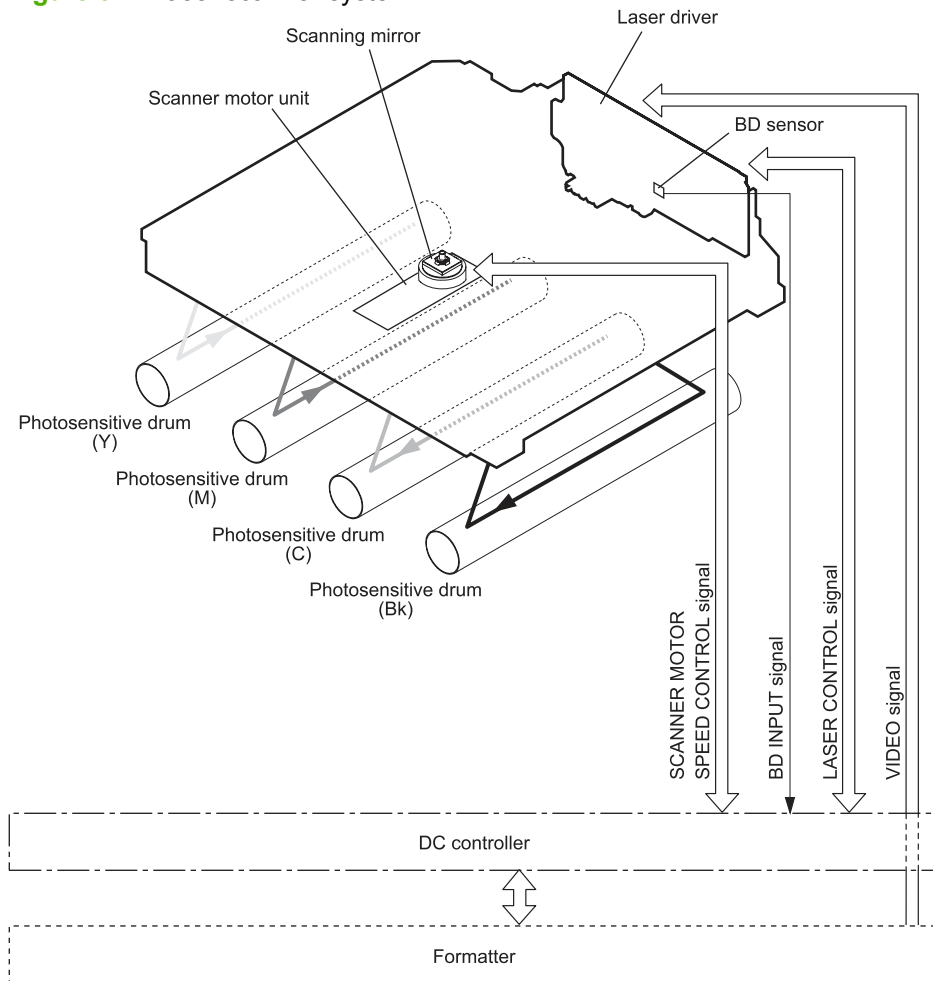 Laser driver
Scanning mirror
Scanner motor unit
BD sensor
Photosensitive drum
(Y)
Photosensitive drum
(M)
Photosensitive drum
(C)
Photosensitive drum
(Bk)
SCANNER MOTOR
SPEED CONTROL signal
BD INPUT signal
LASER CONTROL signal
VIDEO signal
DC controller
Formatter